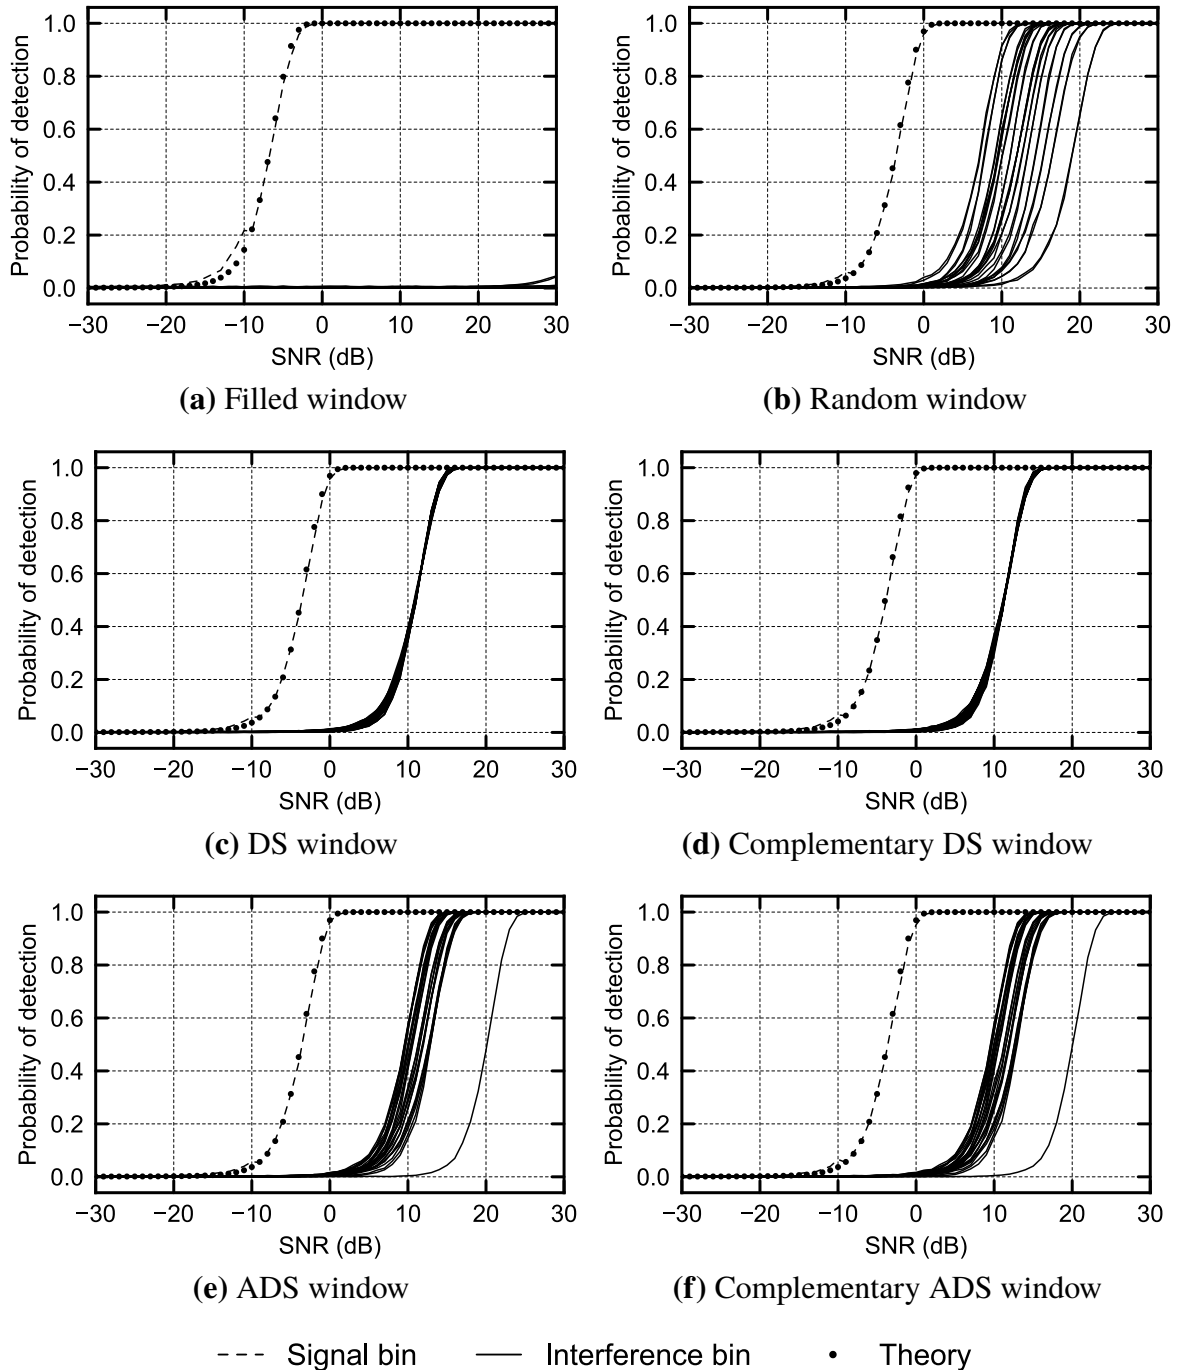 1.0
0.8
0.6
0.4
0.2
0.0
Probability of detection
−30 −20 −10 0 10 20 30
SNR (dB)
(a) Filled window
1.0
0.8
0.6
0.4
0.2
0.0
Probability of detection
−30 −20 −10 0 10 20 30
SNR (dB)
(b) Random window
1.0
0.8
0.6
0.4
0.2
0.0
Probability of detection
−30 −20 −10 0 10 20 30
SNR (dB)
(c) DS window
1.0
0.8
0.6
0.4
0.2
0.0
Probability of detection
−30 −20 −10 0 10 20 30
SNR (dB)
(d) Complementary DS window
1.0
0.8
0.6
0.4
0.2
0.0
Probability of detection
−30 −20 −10 0 10 20 30
SNR (dB)
(e) ADS window
1.0
0.8
0.6
0.4
0.2
0.0
Probability of detection
−30 −20 −10 0 10 20 30
SNR (dB)
(f) Complementary ADS window
Signal bin Interference bin Theory